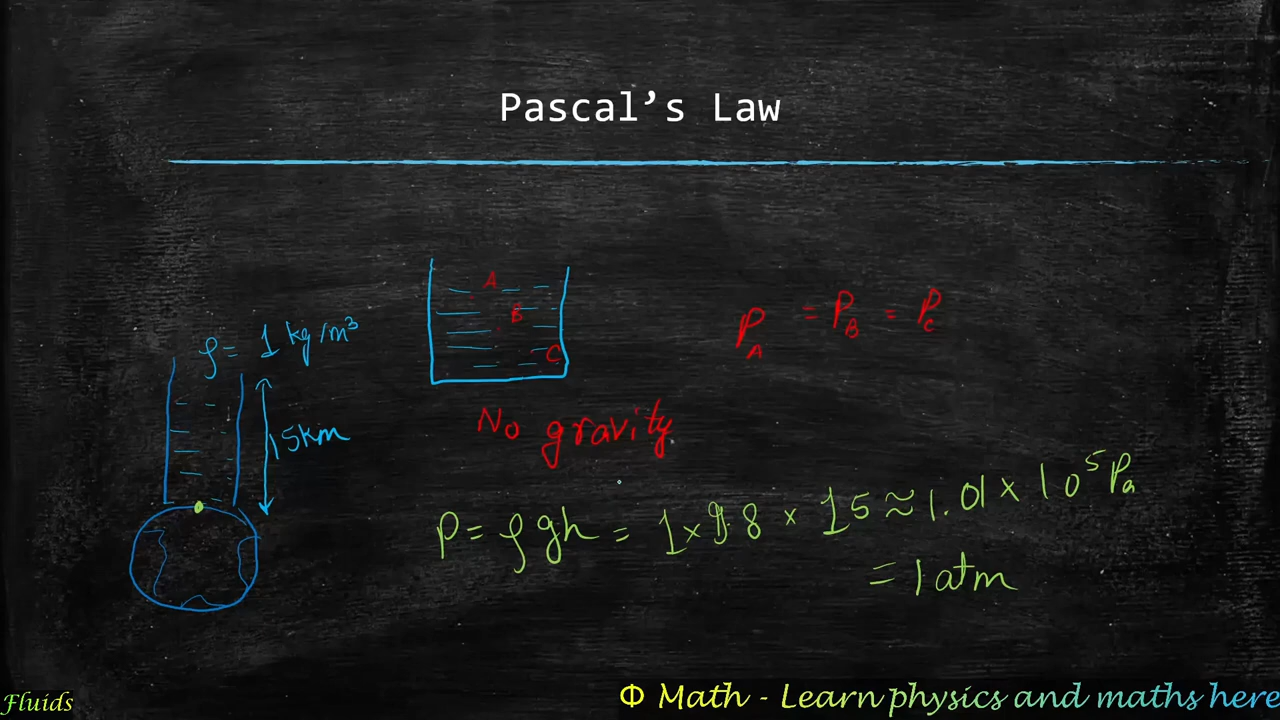 Pascal’s Law
ρ = 1 kg/m³
15km
A
B
C
No gravity
P_A = P_B = P_C
P = ρgh = 1 × 9.8 × 15 ≈ 1.01 × 10⁵ Pa
= 1 atm
Fluids
Φ Math - Learn physics and maths here